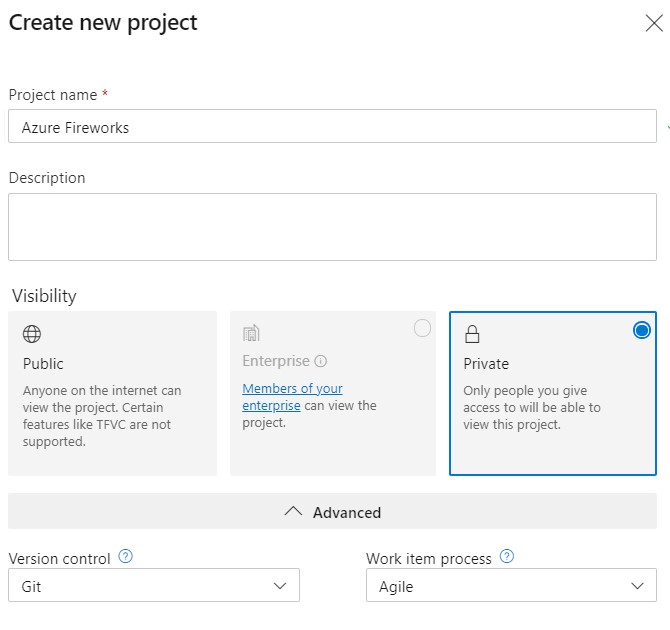 Create new project
Project name *
Azure Fireworks
Description
Visibility
Public
Anyone on the internet can
view the project. Certain
features like TFVC are not
supported.
Enterprise
Members of your
enterprise can view the
project.
Private
Only people you give
access to will be able to
view this project.
Advanced
Version control ?
Git
Work item process ?
Agile